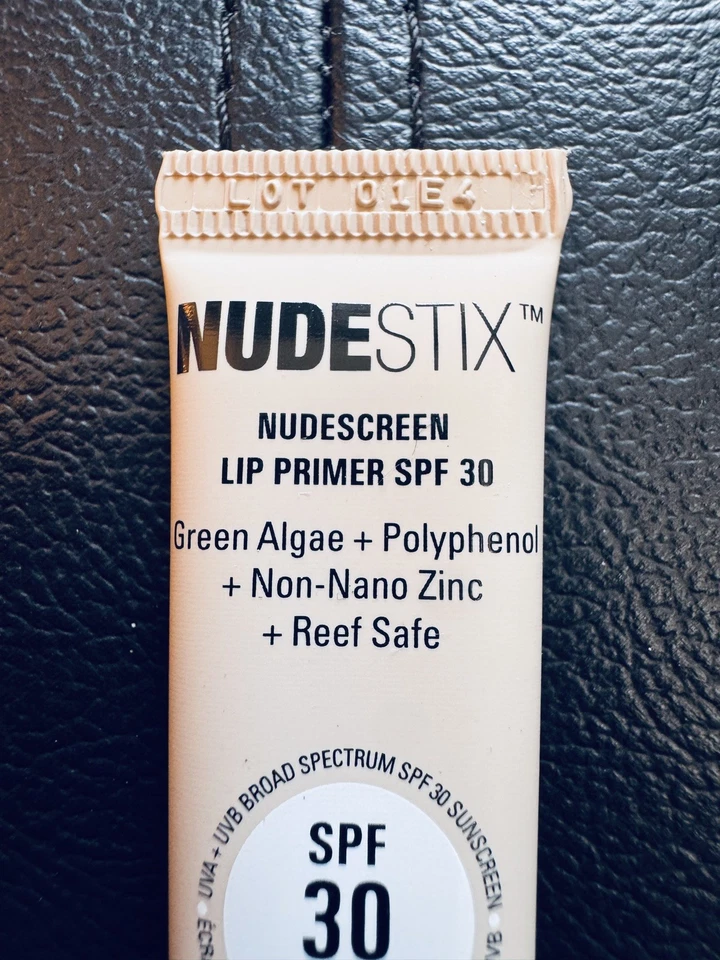 LOT 01E4
NUDESTIX™
NUDESCREEN
LIP PRIMER SPF 30
Green Algae + Polyphenol
+ Non-Nano Zinc
+ Reef Safe
UVA + UVB BROAD SPECTRUM SPF 30 SUNSCREEN
SPF
30